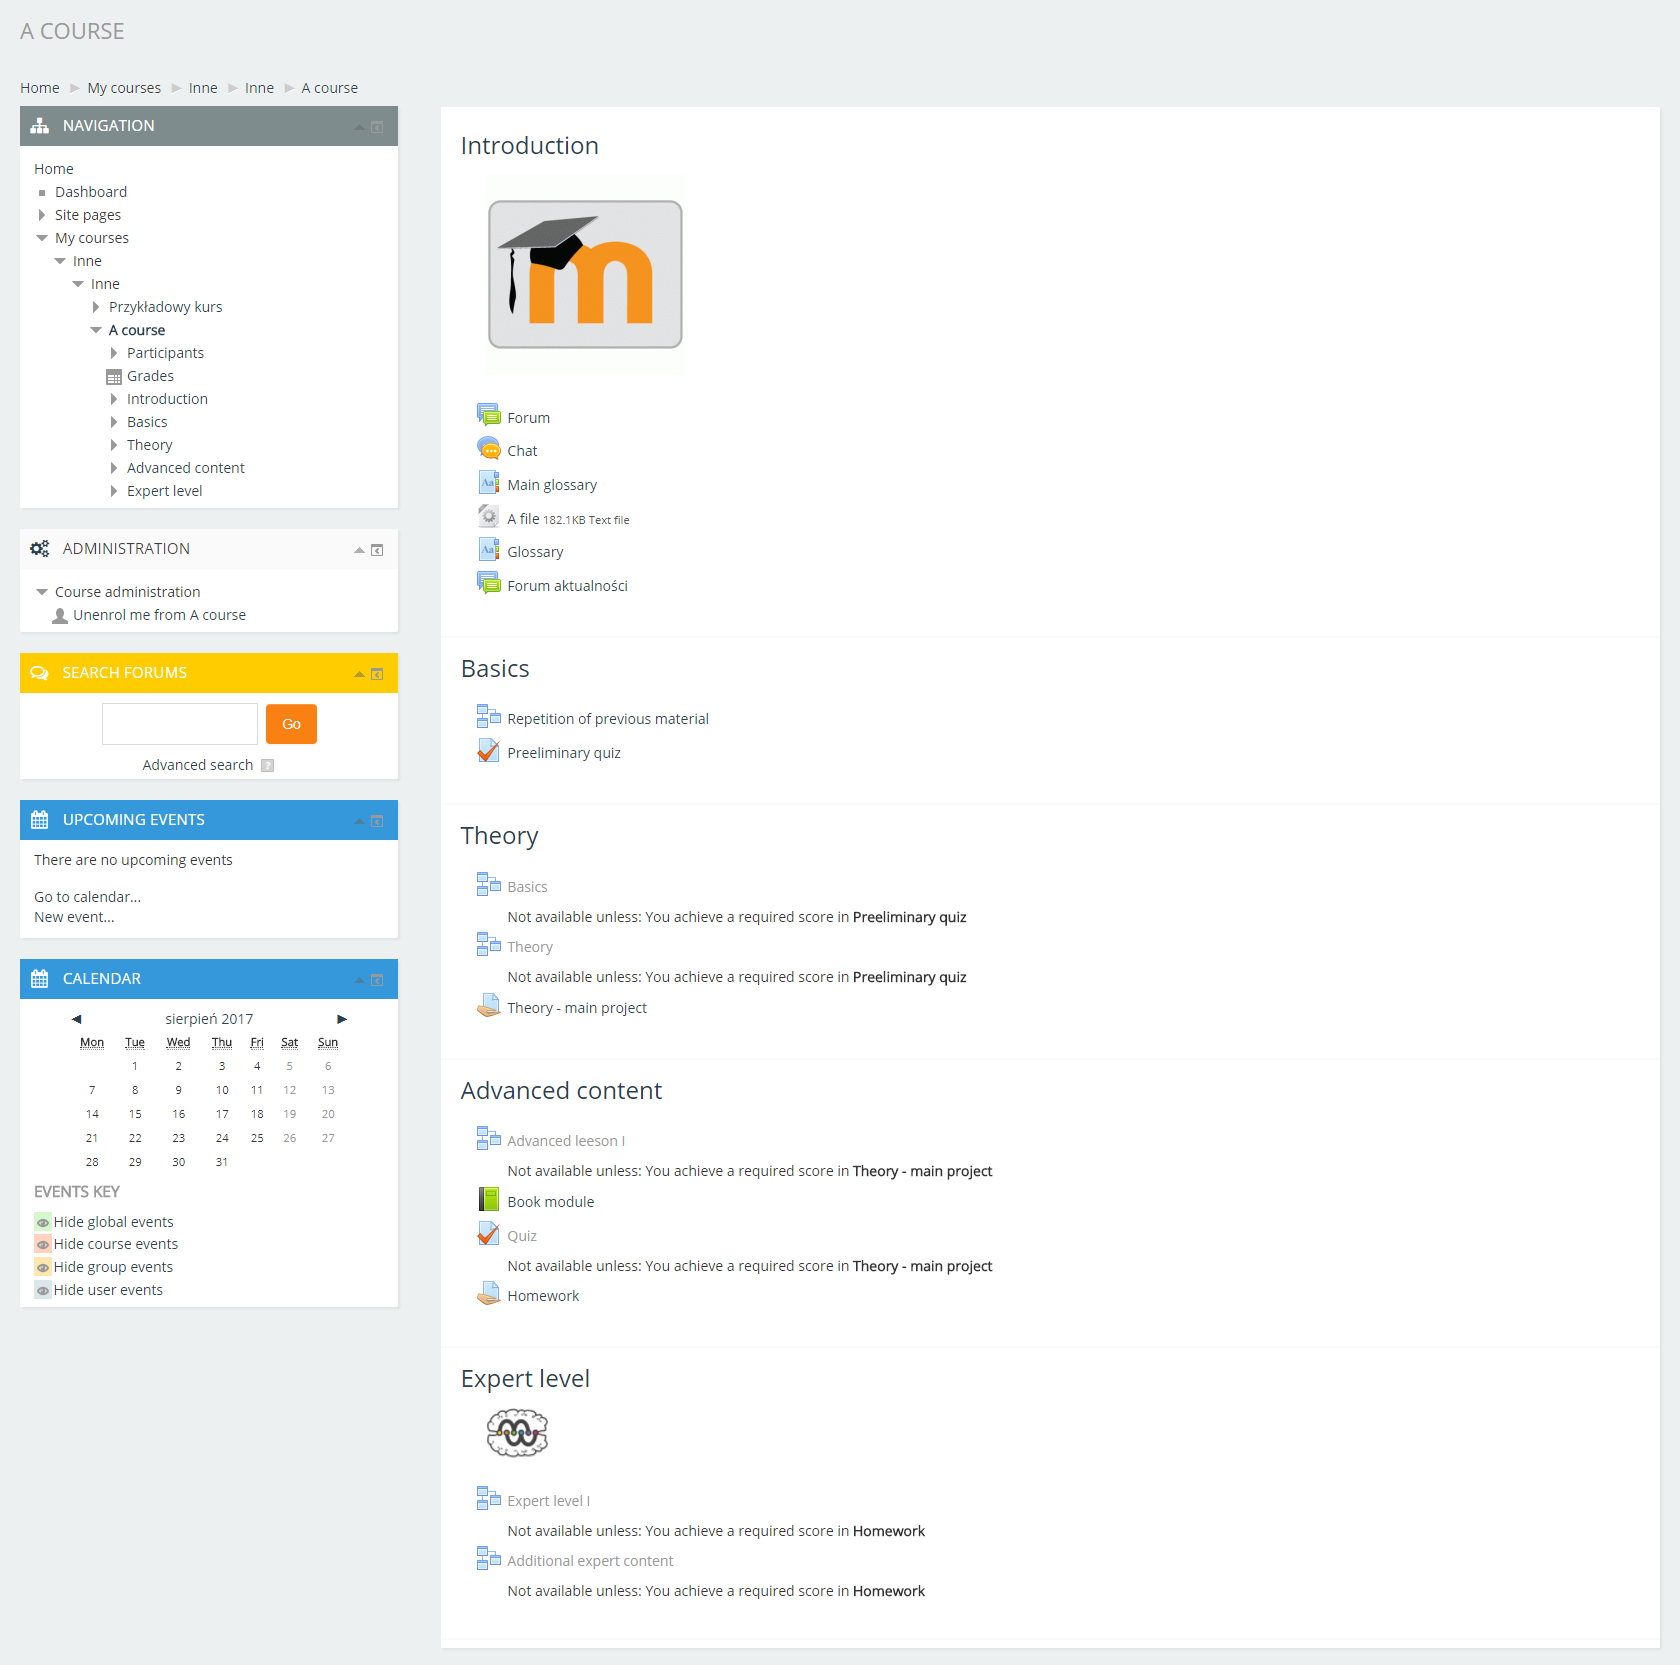 A COURSE
Home My courses Inne Inne A course
NAVIGATION
Home
Dashboard
Site pages
My courses
Inne
Inne
Przykładowy kurs
A course
Participants
Grades
Introduction
Basics
Theory
Advanced content
Expert level
ADMINISTRATION
Course administration
Unenrol me from A course
SEARCH FORUMS
Go
Advanced search ?
UPCOMING EVENTS
There are no upcoming events
Go to calendar...
New event...
CALENDAR
sierpień 2017
Mon Tue Wed Thu Fri Sat Sun
1 2 3 4 5 6
7 8 9 10 11 12 13
14 15 16 17 18 19 20
21 22 23 24 25 26 27
28 29 30 31
EVENTS KEY
Hide global events
Hide course events
Hide group events
Hide user events
Introduction
m
Forum
Chat
Main glossary
A file 182.1KB Text file
Glossary
Forum aktualności
Basics
Repetition of previous material
Preeliminary quiz
Theory
Basics
Not available unless: You achieve a required score in Preeliminary quiz
Theory
Not available unless: You achieve a required score in Preeliminary quiz
Theory - main project
Advanced content
Advanced leeson I
Not available unless: You achieve a required score in Theory - main project
Book module
Quiz
Not available unless: You achieve a required score in Theory - main project
Homework
Expert level
Expert level I
Not available unless: You achieve a required score in Homework
Additional expert content
Not available unless: You achieve a required score in Homework